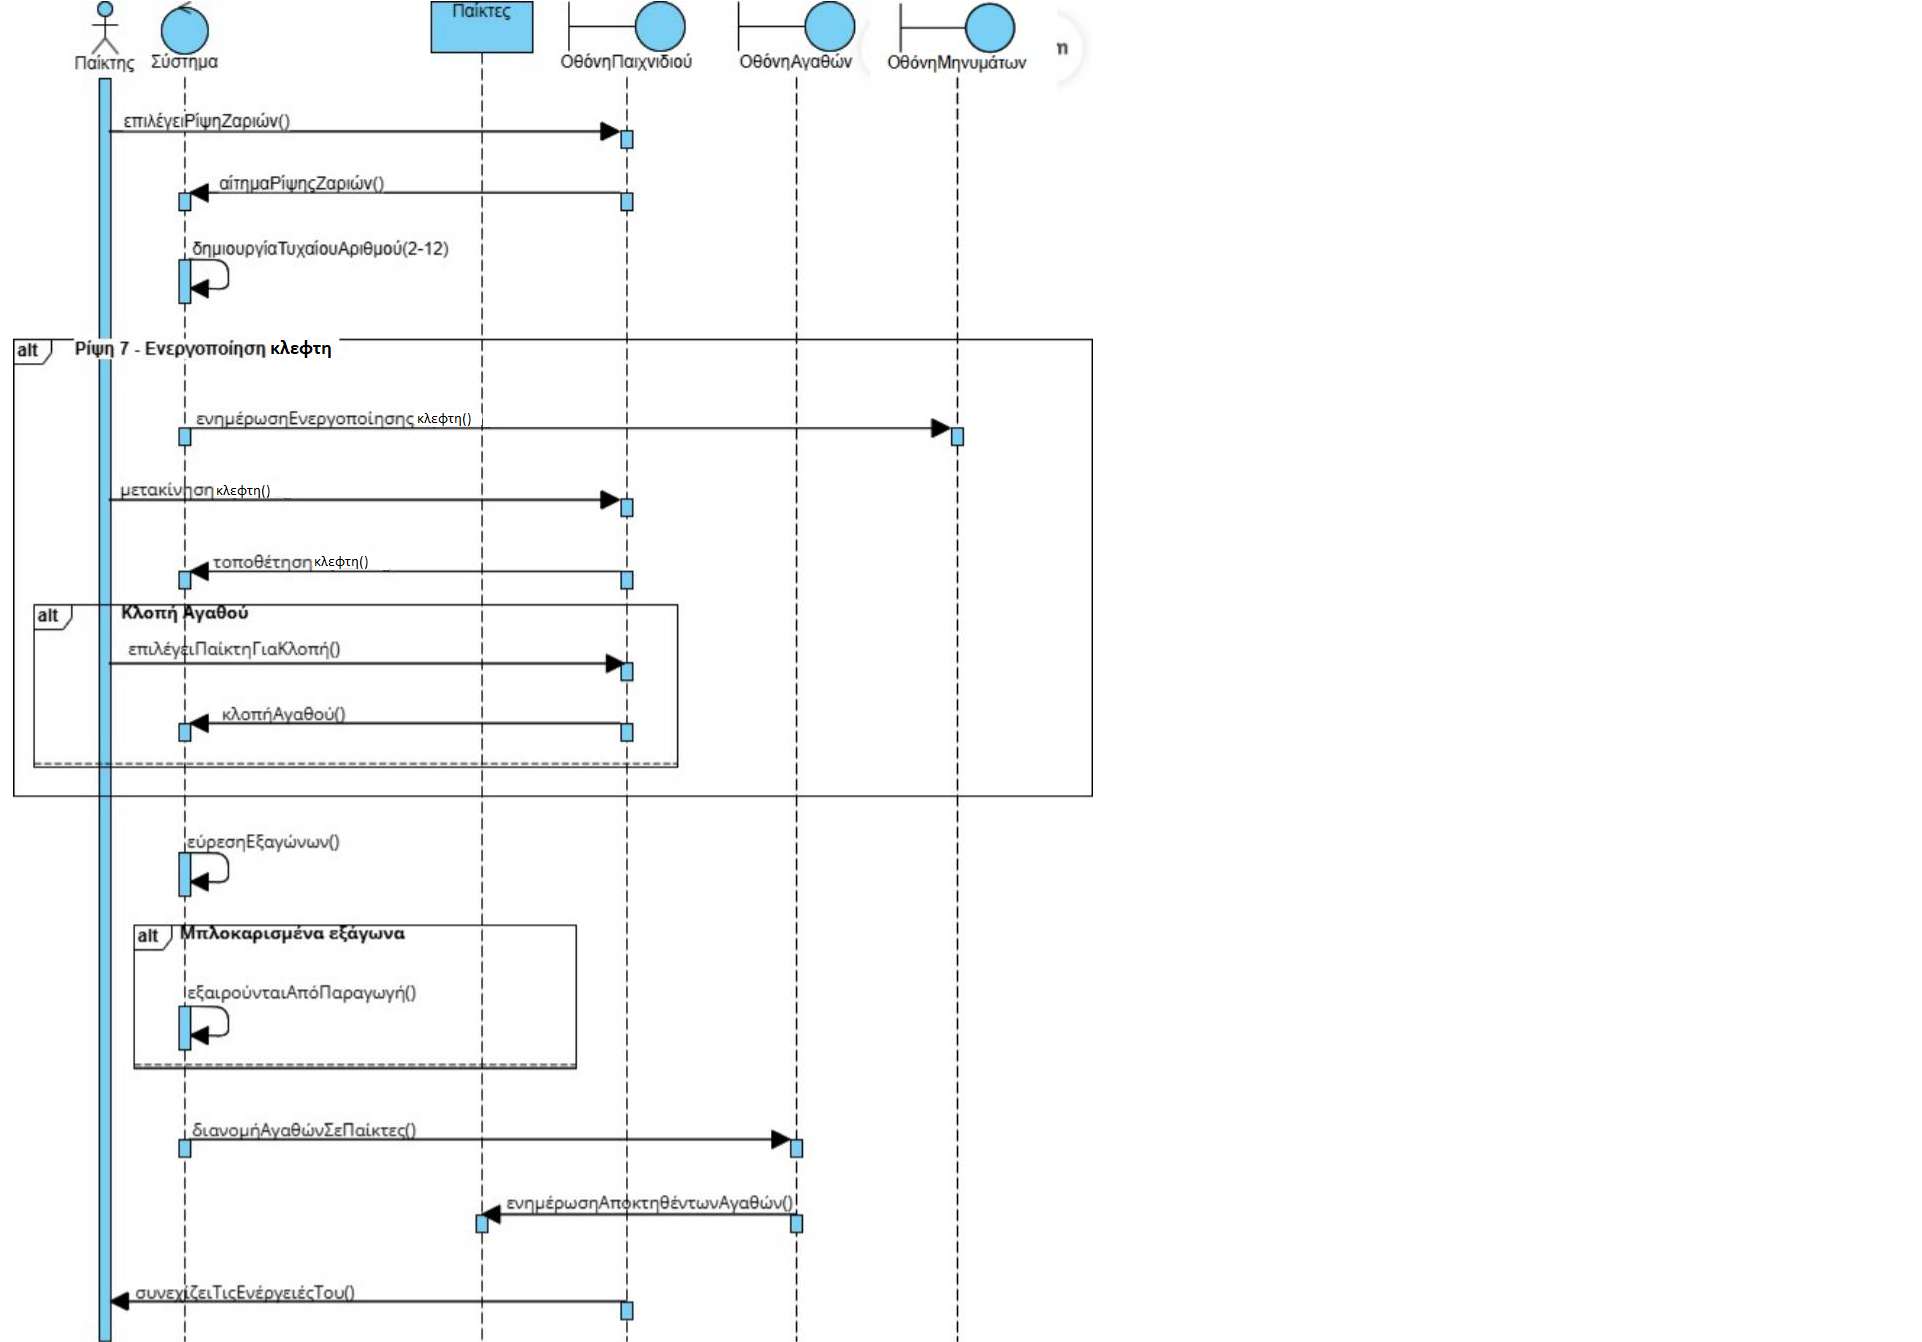 Παίκτες
Παίκτης
Σύστημα
ΟθόνηΠαιχνιδιού
ΟθόνηΑγαθών
ΟθόνηΜηνυμάτων
m
επιλέγειΡίψηΖαριών()
αίτημαΡίψηςΖαριών()
δημιουργίαΤυχαίουΑριθμού(2-12)
alt
Ρίψη 7 - Ενεργοποίηση κλεφτη
ενημέρωσηΕνεργοποίησης κλεφτη()
μετακίνηση κλεφτη()
τοποθέτηση κλεφτη()
alt
Κλοπή Αγαθού
επιλέγειΠαίκτηΓιαΚλοπή()
κλοπήΑγαθού()
εύρεσηΕξαγώνων()
alt
Μπλοκαρισμένα εξάγωνα
εξαιρούνταιΑπόΠαραγωγή()
διανομήΑγαθώνΣεΠαίκτες()
ενημέρωσηΑποκτηθέντωνΑγαθών()
συνεχίζειΤιςΕνέργειέςΤου()